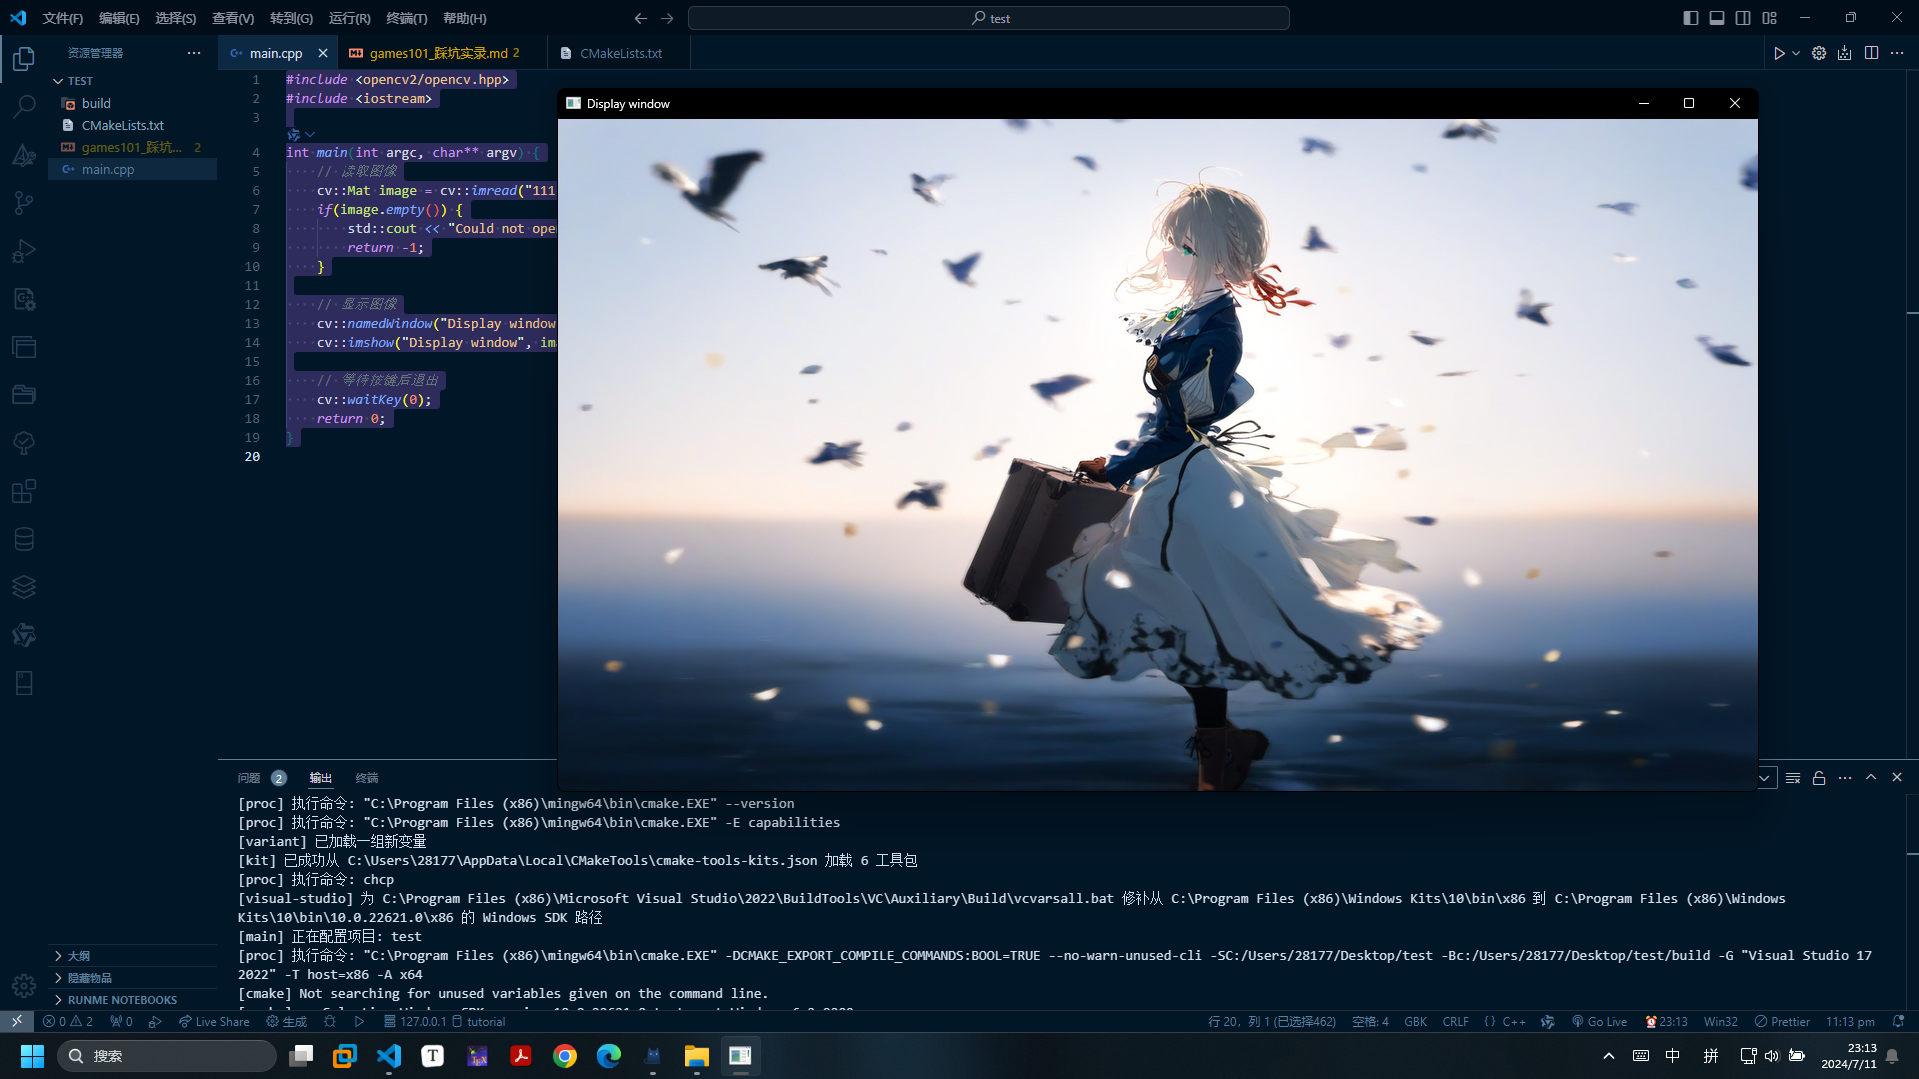 文件(F) 编辑(E) 选择(S) 查看(V) 转到(G) 运行(R) 终端(T) 帮助(H) test
资源管理器
main.cpp
games101_踩坑实录.md 2
CMakeLists.txt
TEST
build
CMakeLists.txt
games101_踩坑... 2
main.cpp
1 #include <opencv2/opencv.hpp>
2 #include <iostream>
3
4 int main(int argc, char** argv) {
5 // 读取图像
6 cv::Mat image = cv::imread("111
7 if(image.empty()) {
8 std::cout << "Could not ope
9 return -1;
10 }
11
12 // 显示图像
13 cv::namedWindow("Display window
14 cv::imshow("Display window", im
15
16 // 等待按键后退出
17 cv::waitKey(0);
18 return 0;
19 }
20
Display window
问题 2 输出 终端
[proc] 执行命令: "C:\Program Files (x86)\mingw64\bin\cmake.EXE" --version
[proc] 执行命令: "C:\Program Files (x86)\mingw64\bin\cmake.EXE" -E capabilities
[variant] 已加载一组新变量
[kit] 已成功从 C:\Users\28177\AppData\Local\CMakeTools\cmake-tools-kits.json 加载 6 工具包
[proc] 执行命令: chcp
[visual-studio] 为 C:\Program Files (x86)\Microsoft Visual Studio\2022\BuildTools\VC\Auxiliary\Build\vcvarsall.bat 修补从 C:\Program Files (x86)\Windows Kits\10\bin\x86 到 C:\Program Files (x86)\Windows
Kits\10\bin\10.0.22621.0\x86 的 Windows SDK 路径
[main] 正在配置项目: test
[proc] 执行命令: "C:\Program Files (x86)\mingw64\bin\cmake.EXE" -DCMAKE_EXPORT_COMPILE_COMMANDS:BOOL=TRUE --no-warn-unused-cli -SC:/Users/28177/Desktop/test -Bc:/Users/28177/Desktop/test/build -G "Visual Studio 17
2022" -T host=x86 -A x64
[cmake] Not searching for unused variables given on the command line.
大纲
隐藏物品
RUNME NOTEBOOKS
0 2 0 Live Share 生成 127.0.0.1 tutorial 行 20，列 1 (已选择462) 空格: 4 GBK CRLF {} C++ Go Live 23:13 Win32 Prettier 11:13 pm
搜索
T
中 拼
23:13
2024/7/11